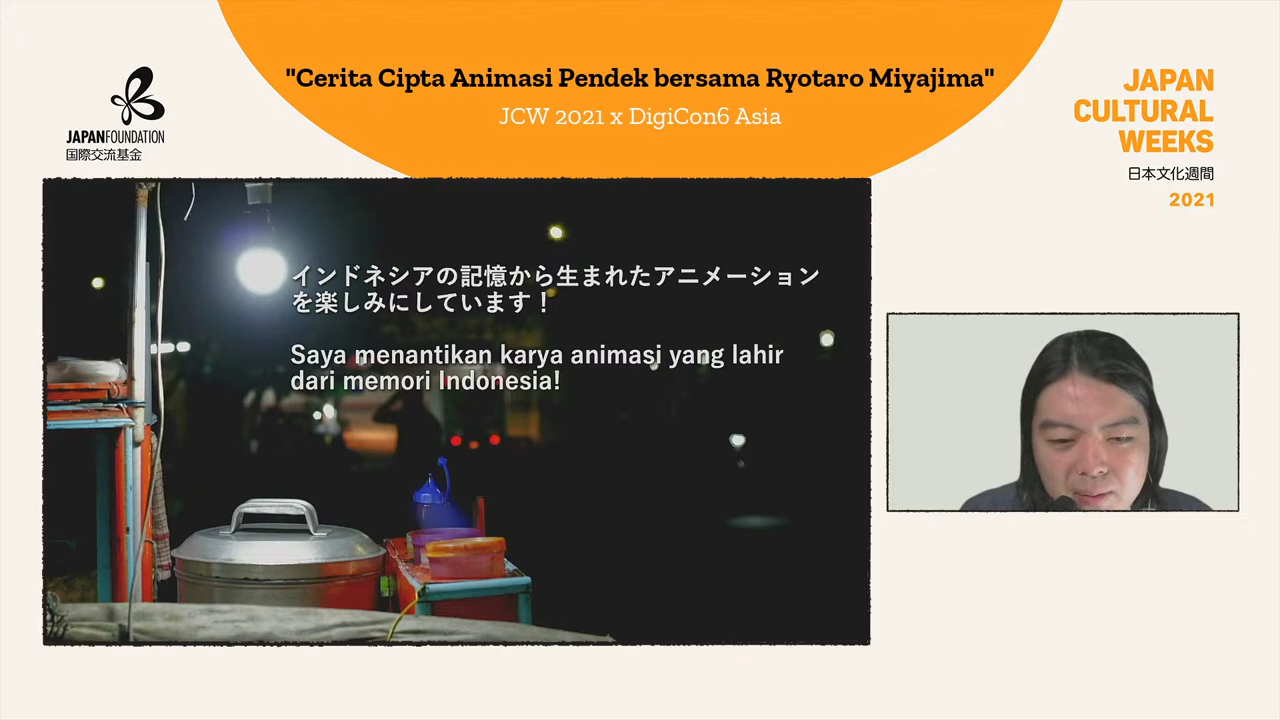 "Cerita Cipta Animasi Pendek bersama Ryotaro Miyajima"
JCW 2021 x DigiCon6 Asia
JAPANFOUNDATION
国際交流基金
JAPAN
CULTURAL
WEEKS
日本文化週間
2021
インドネシアの記憶から生まれたアニメーション
を楽しみにしています！
Saya menantikan karya animasi yang lahir
dari memori Indonesia!